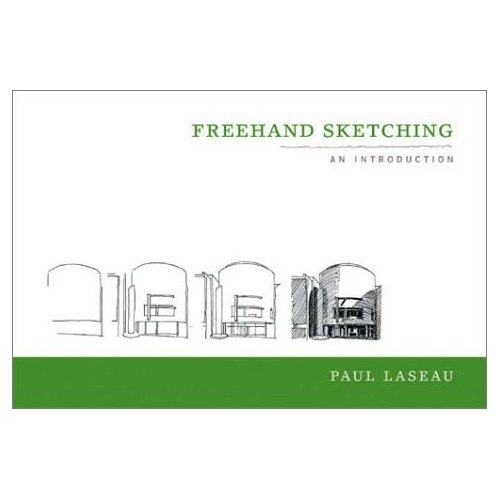 FREEHAND SKETCHING
AN INTRODUCTION
PAUL LASEAU